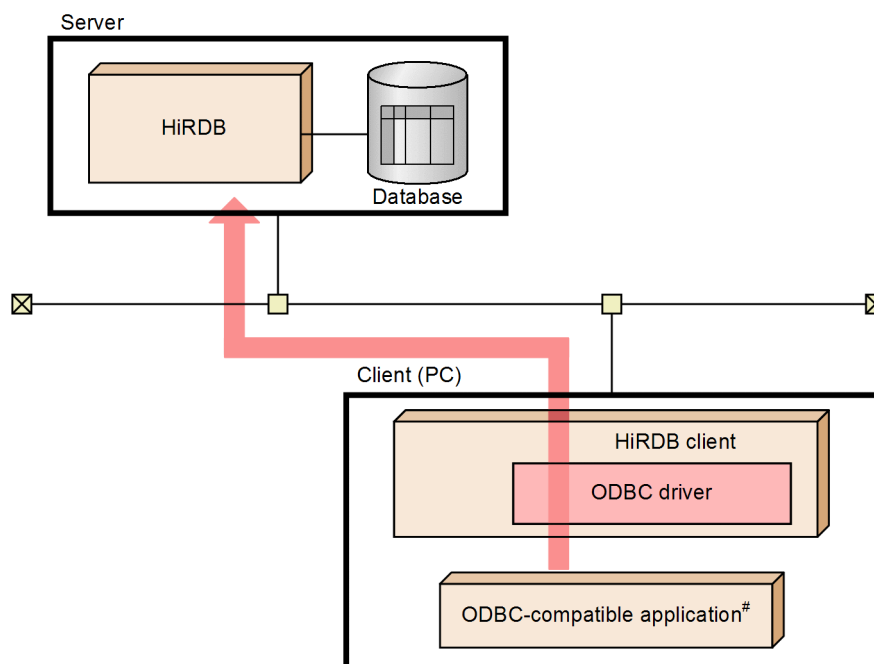 Server
HiRDB
Database
Client (PC)
HiRDB client
ODBC driver
ODBC-compatible application#